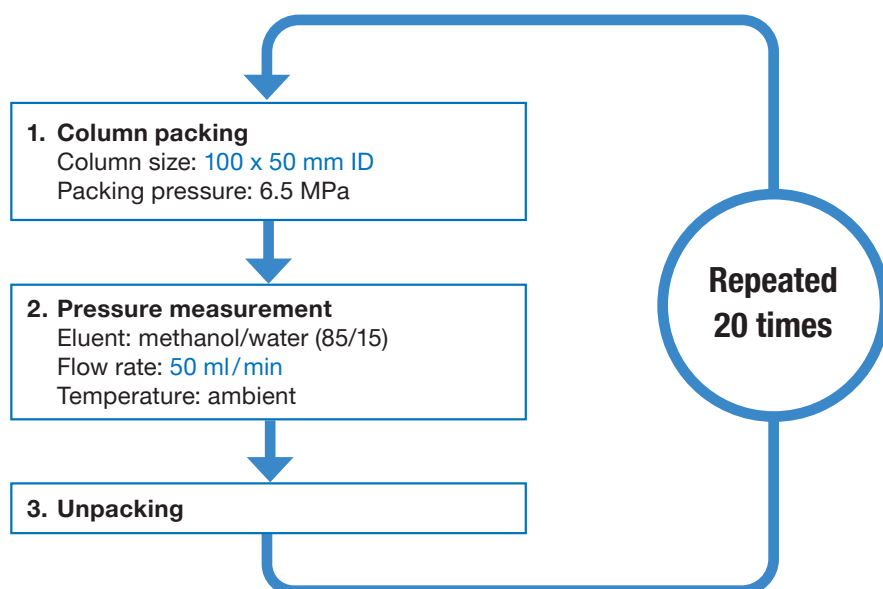 1. Column packing
Column size: 100 x 50 mm ID
Packing pressure: 6.5 MPa
2. Pressure measurement
Eluent: methanol/water (85/15)
Flow rate: 50 ml/min
Temperature: ambient
3. Unpacking
Repeated
20 times